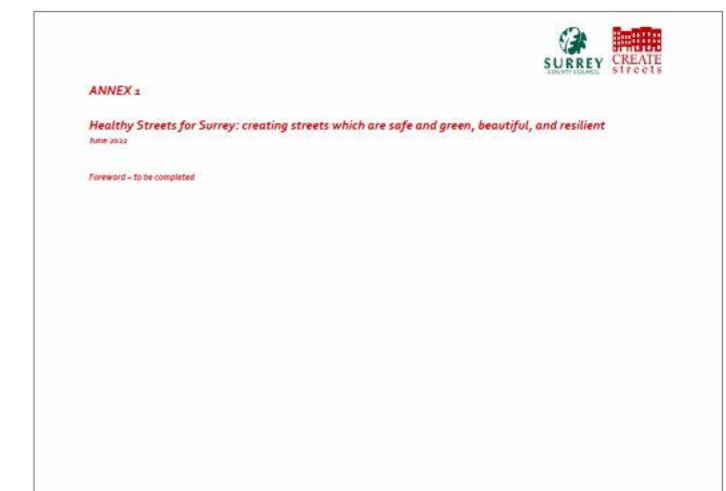 SURREY
COUNTY COUNCIL
CREATE
streets
ANNEX 1
Healthy Streets for Surrey: creating streets which are safe and green, beautiful, and resilient
June 2022
Foreword – to be completed